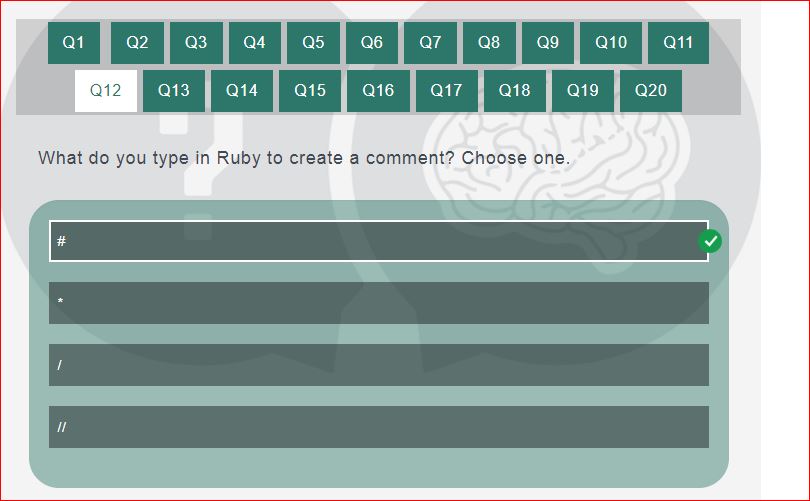 Q1 Q2 Q3 Q4 Q5 Q6 Q7 Q8 Q9 Q10 Q11
Q12 Q13 Q14 Q15 Q16 Q17 Q18 Q19 Q20
What do you type in Ruby to create a comment? Choose one.
#
*
/
//